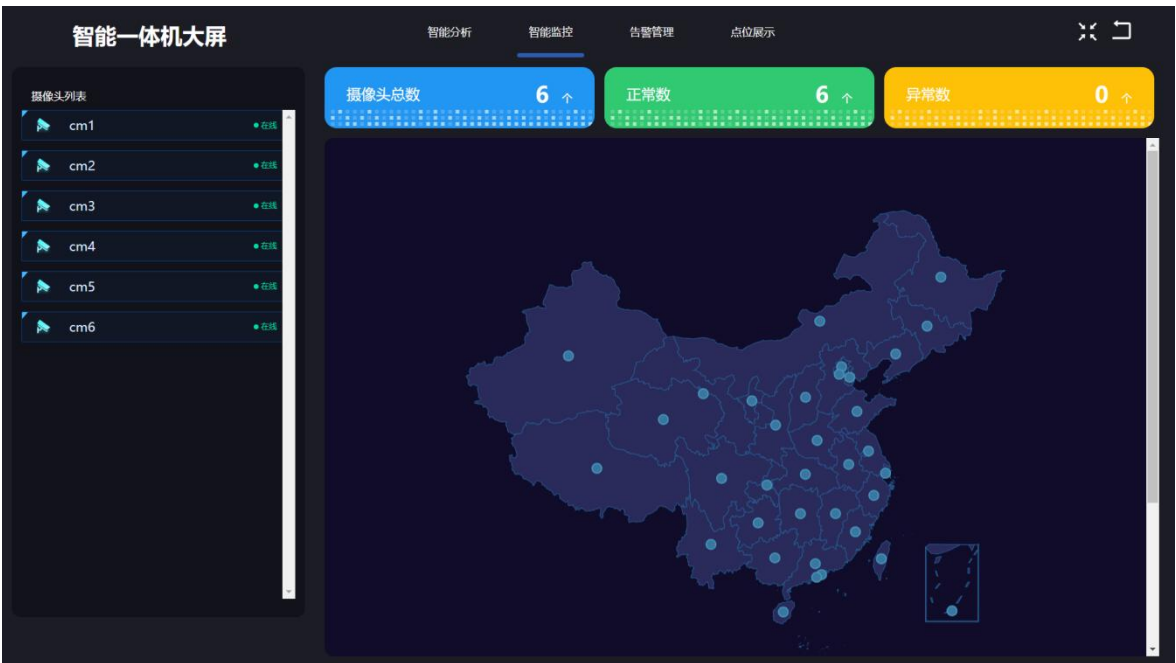 智能一体机大屏
智能分析 智能监控 告警管理 点位展示
摄像头列表
cm1 在线
cm2 在线
cm3 在线
cm4 在线
cm5 在线
cm6 在线
摄像头总数 6 ↑
正常数 6 ↑
异常数 0 ↑